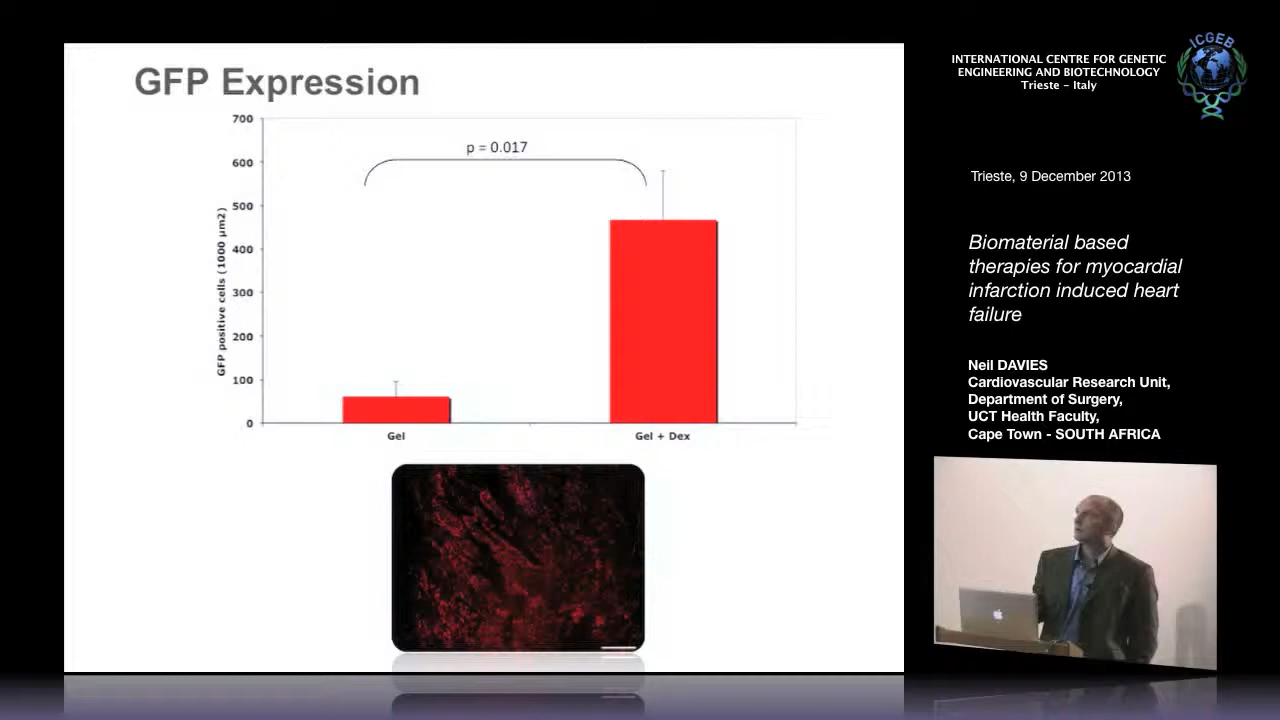 GFP Expression
700
600
500
400
300
200
100
0
p = 0.017
GFP positive cells (1000 µm2)
Gel
Gel + Dex
INTERNATIONAL CENTRE FOR GENETIC
ENGINEERING AND BIOTECHNOLOGY
Trieste – Italy
ICGEB
Trieste, 9 December 2013
Biomaterial based
therapies for myocardial
infarction induced heart
failure
Neil DAVIES
Cardiovascular Research Unit,
Department of Surgery,
UCT Health Faculty,
Cape Town - SOUTH AFRICA